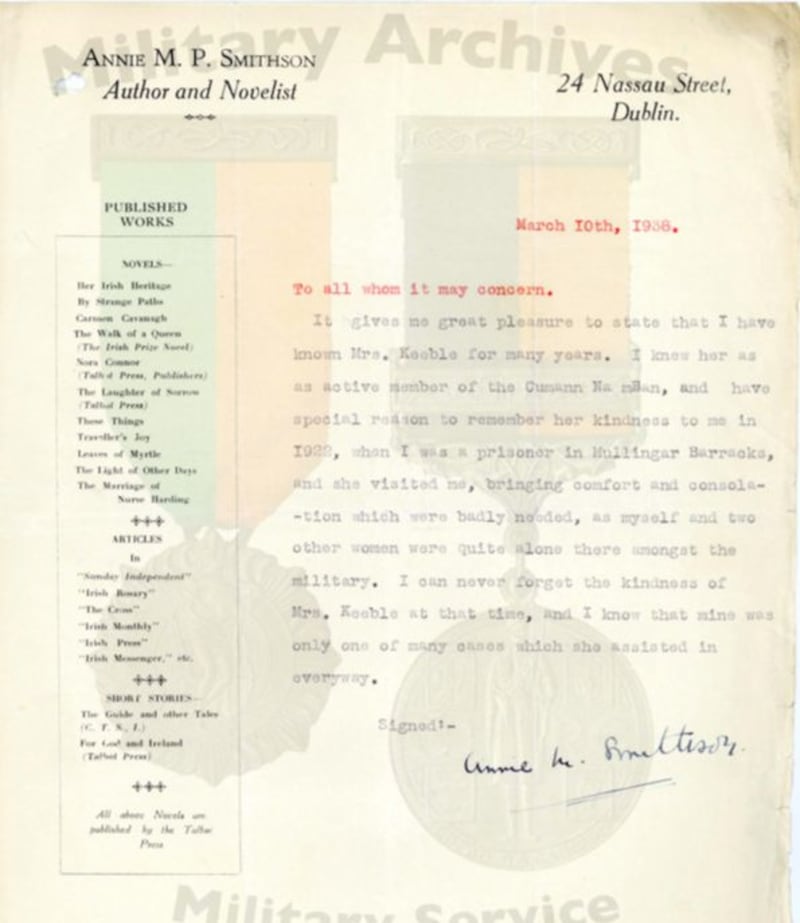 Military Archives
ANNIE M. P. SMITHSON
Author and Novelist
24 Nassau Street,
Dublin.
PUBLISHED
WORKS
NOVELS—
Her Irish Heritage
By Strange Paths
Carmen Cavanagh
The Walk of a Queen
(The Irish Prize Novel)
Nora Connor
(Talbot Press, Publishers)
The Laughter of Sorrow
(Talbot Press)
These Things
Traveller's Joy
Leaves of Myrtle
The Light of Other Days
The Marriage of
Nurse Harding
ARTICLES
In
"Sunday Independent"
"Irish Rosary"
"The Cross"
"Irish Monthly"
"Irish Press"
"Irish Messenger," etc.
SHORT STORIES—
The Guide and other Tales
(C. T. S., I.)
For God and Ireland
(Talbot Press)
All above Novels are
published by the Talbot
Press
March 10th, 1938.
To all whom it may concern.
It gives me great pleasure to state that I have
known Mrs. Keeble for many years. I knew her as
as active member of the Cumann Na mBan, and have
special reason to remember her kindness to me in
1922, when I was a prisoner in Mullingar Barracks,
and she visited me, bringing comfort and consola-
-tion which were badly needed, as myself and two
other women were quite alone there amongst the
military. I can never forget the kindness of
Mrs. Keeble at that time, and I know that mine was
only one of many cases which she assisted in
everyway.
Signed:-
Annie M. Smithson.
Military Service